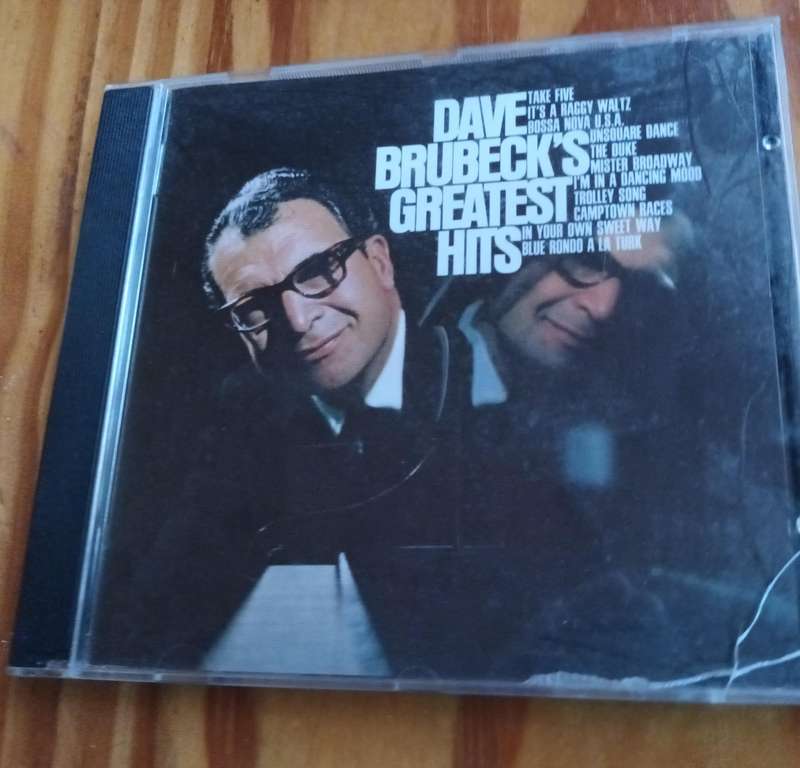 DAVE
BRUBECK'S
GREATEST
HITS
TAKE FIVE
IT'S A RAGGY WALTZ
BOSSA NOVA U.S.A.
UNSQUARE DANCE
THE DUKE
MISTER BROADWAY
I'M IN A DANCING MOOD
TROLLEY SONG
CAMPTOWN RACES
IN YOUR OWN SWEET WAY
BLUE RONDO A LA TURK